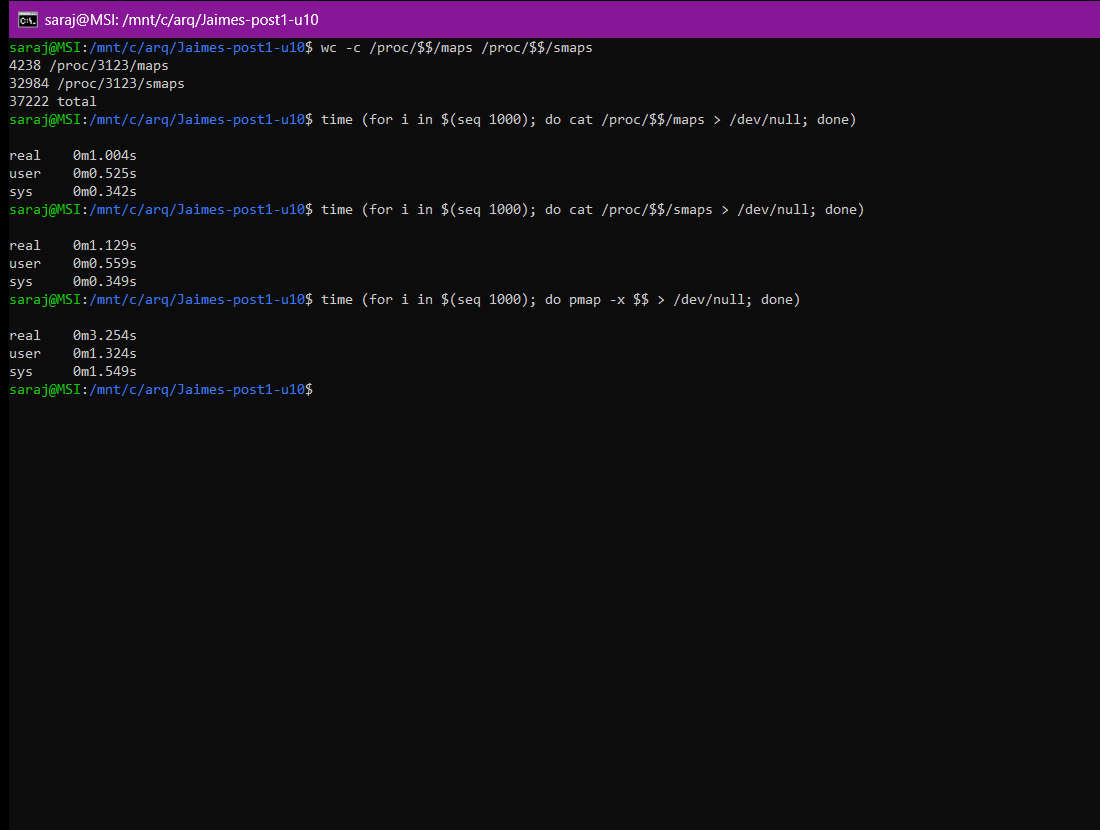 saraj@MSI: /mnt/c/arq/Jaimes-post1-u10
saraj@MSI:/mnt/c/arq/Jaimes-post1-u10$ wc -c /proc/$$/maps /proc/$$/smaps
4238 /proc/3123/maps
32984 /proc/3123/smaps
37222 total
saraj@MSI:/mnt/c/arq/Jaimes-post1-u10$ time (for i in $(seq 1000); do cat /proc/$$/maps > /dev/null; done)
real    0m1.004s
user    0m0.525s
sys     0m0.342s
saraj@MSI:/mnt/c/arq/Jaimes-post1-u10$ time (for i in $(seq 1000); do cat /proc/$$/smaps > /dev/null; done)
real    0m1.129s
user    0m0.559s
sys     0m0.349s
saraj@MSI:/mnt/c/arq/Jaimes-post1-u10$ time (for i in $(seq 1000); do pmap -x $$ > /dev/null; done)
real    0m3.254s
user    0m1.324s
sys     0m1.549s
saraj@MSI:/mnt/c/arq/Jaimes-post1-u10$